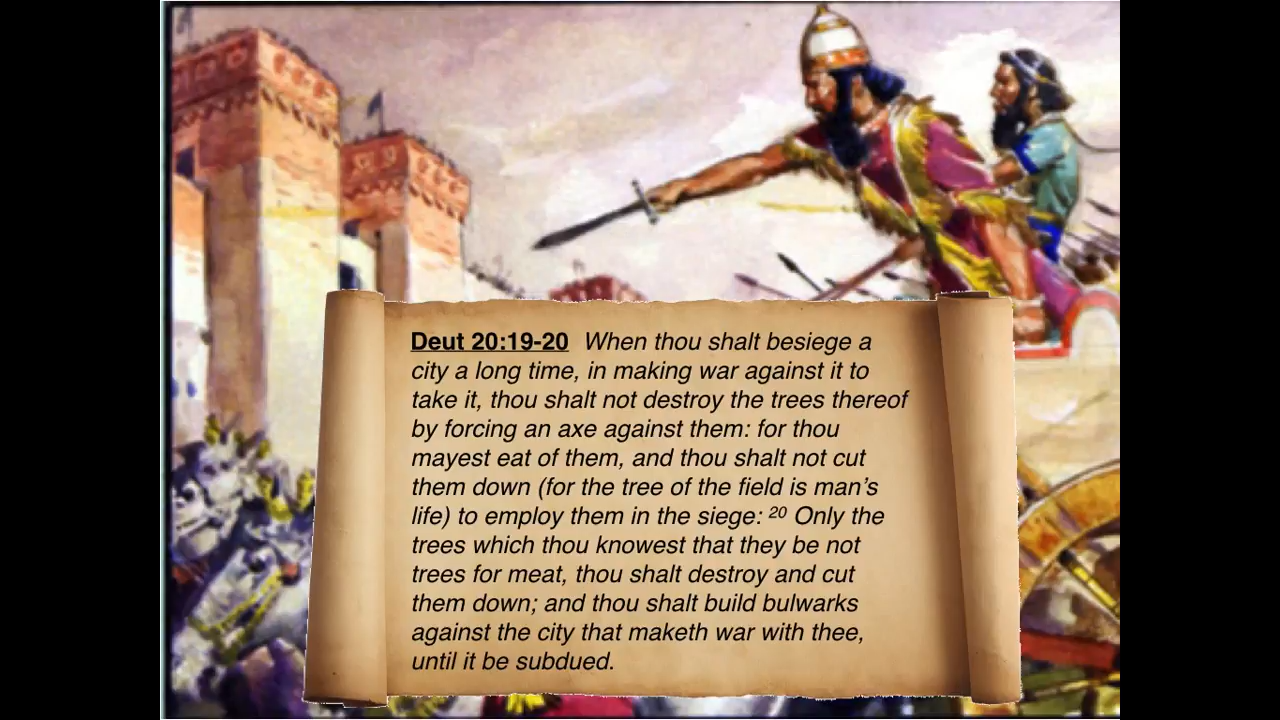 Deut 20:19-20 When thou shalt besiege a
city a long time, in making war against it to
take it, thou shalt not destroy the trees thereof
by forcing an axe against them: for thou
mayest eat of them, and thou shalt not cut
them down (for the tree of the field is man’s
life) to employ them in the siege: ²⁰ Only the
trees which thou knowest that they be not
trees for meat, thou shalt destroy and cut
them down; and thou shalt build bulwarks
against the city that maketh war with thee,
until it be subdued.